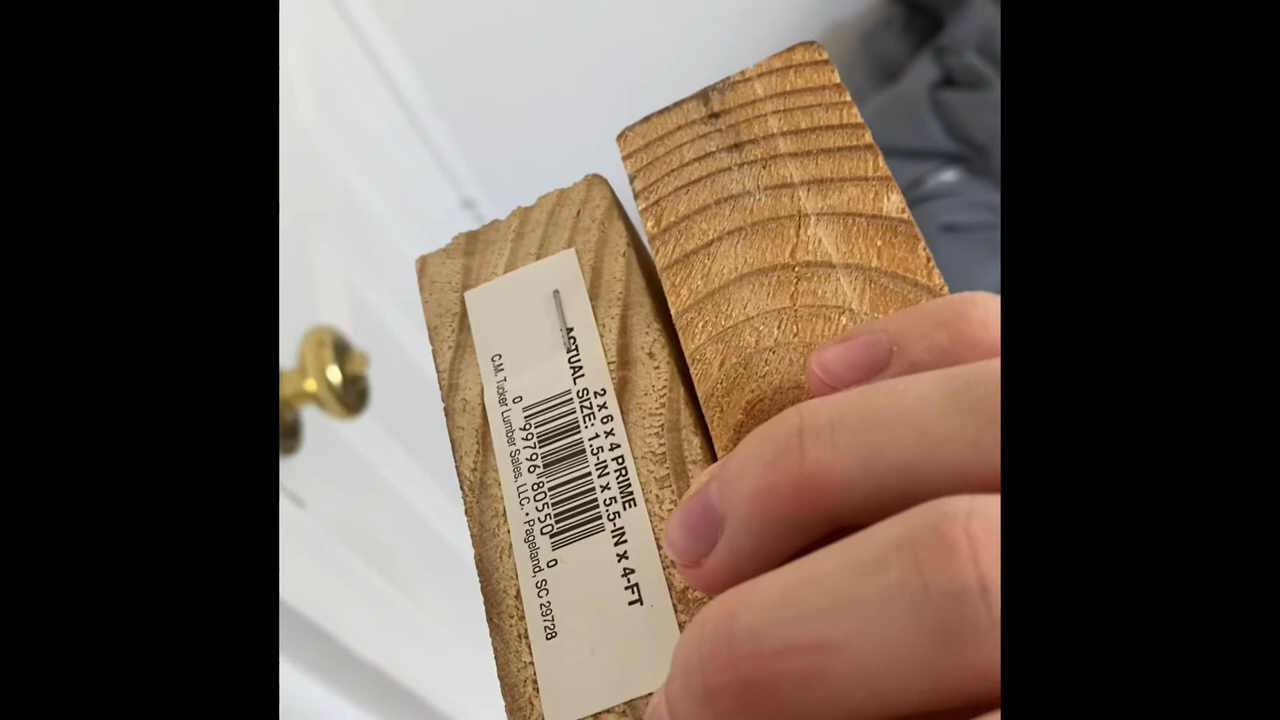 2 x 6 x 4 PRIME
ACTUAL SIZE: 1.5-IN x 5.5-IN x 4-FT
0 99796 80550 0
C.M. Tucker Lumber Sales, LLC. • Pageland, SC 29728